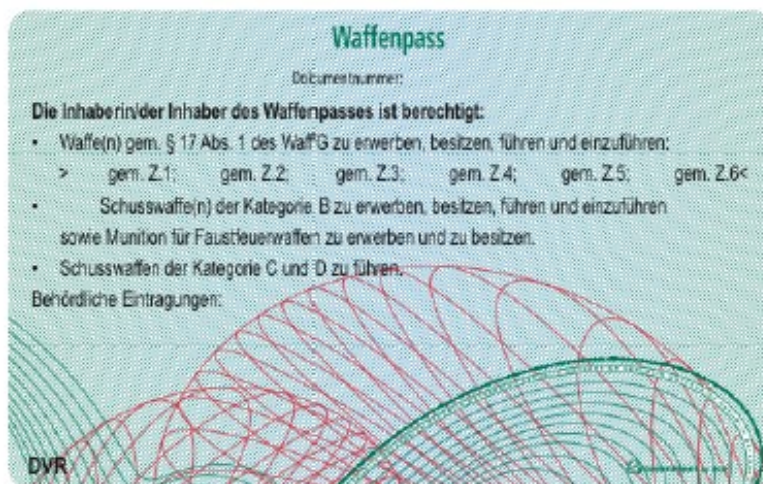 Waffenpass
Documentnummer:
Die Inhaberin/der Inhaber des Waffenpasses ist berechtigt:
• Waffe(n) gem. § 17 Abs. 1 des WaffG zu erwerben, besitzen, führen und einzuführen:
> gem. Z.1; gem. Z.2; gem. Z.3; gem. Z.4; gem. Z.5; gem. Z.6<
• Schusswaffe(n) der Kategorie B zu erwerben, besitzen, führen und einzuführen
sowie Munition für Faustfeuerwaffen zu erwerben und zu besitzen.
• Schusswaffen der Kategorie C und D zu führen.
Behördliche Eintragungen:
DVR